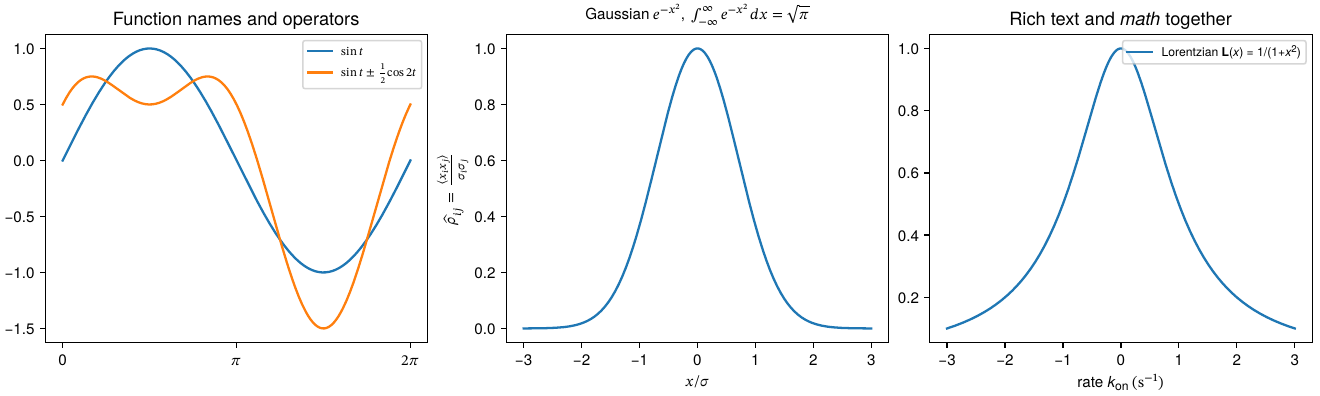 Function names and operators
sin t
sin t ± 1/2 cos 2t
1.0
0.5
0.0
−0.5
−1.0
−1.5
0
π
2π
Gaussian e^{−x²}, ∫_{−∞}^{∞} e^{−x²} dx = √π
ρ̂_{ij} = ⟨x_i x_j⟩/σ_i σ_j
1.0
0.8
0.6
0.4
0.2
0.0
−3
−2
−1
0
1
2
3
x/σ
Rich text and math together
Lorentzian L(x) = 1/(1+x²)
1.0
0.8
0.6
0.4
0.2
−3
−2
−1
0
1
2
3
rate k_on (s⁻¹)